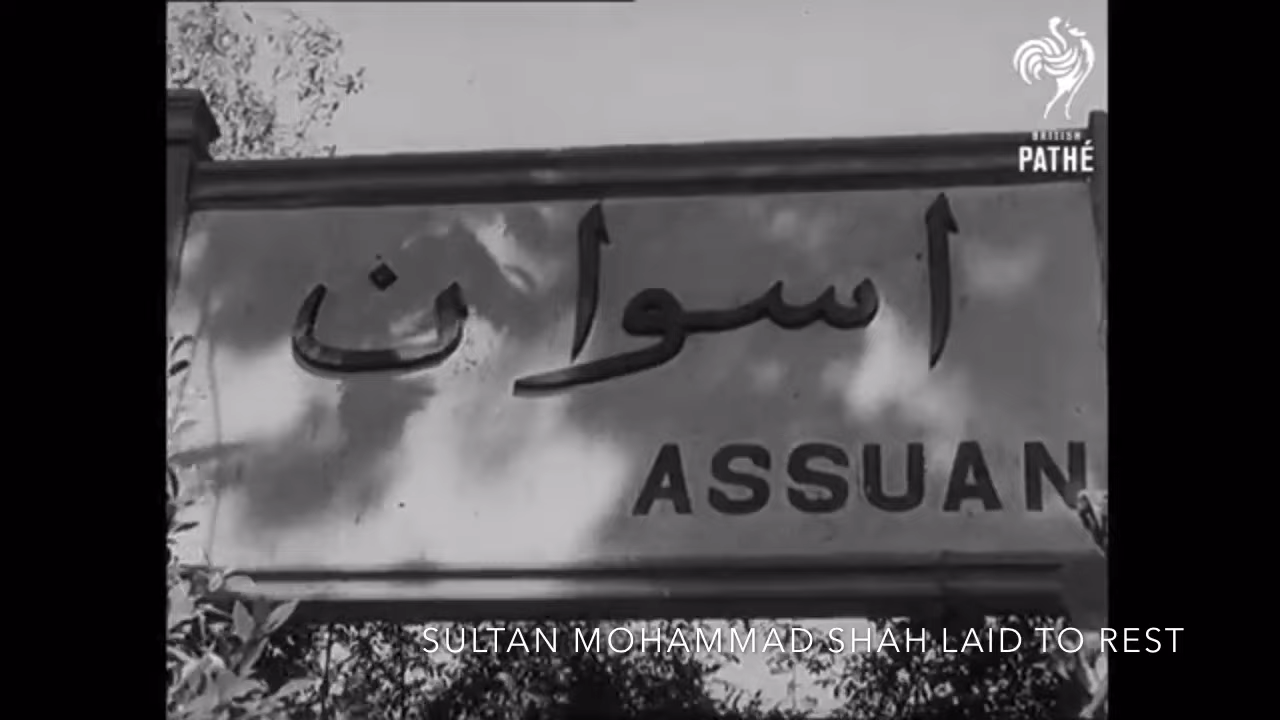 BRITISH
PATHÉ
اسوان
ASSUAN
SULTAN MOHAMMAD SHAH LAID TO REST